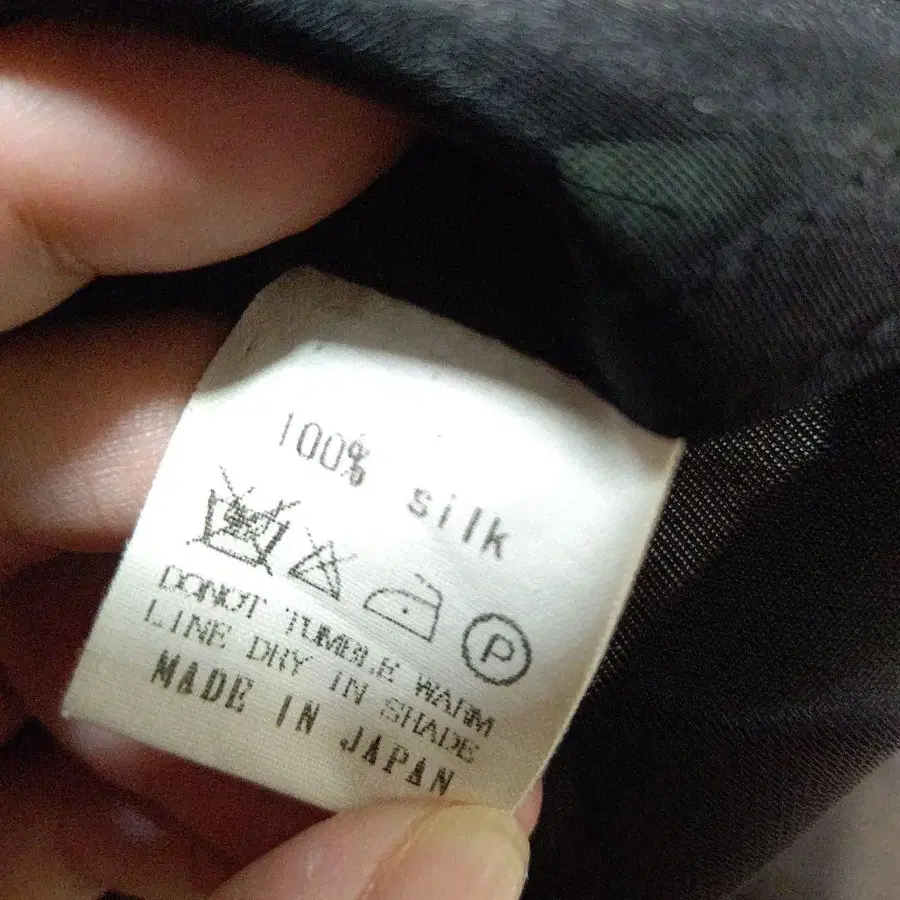 100% silk
P
DONOT TUMBLE WARM
LINE DRY IN SHADE
MADE IN JAPAN